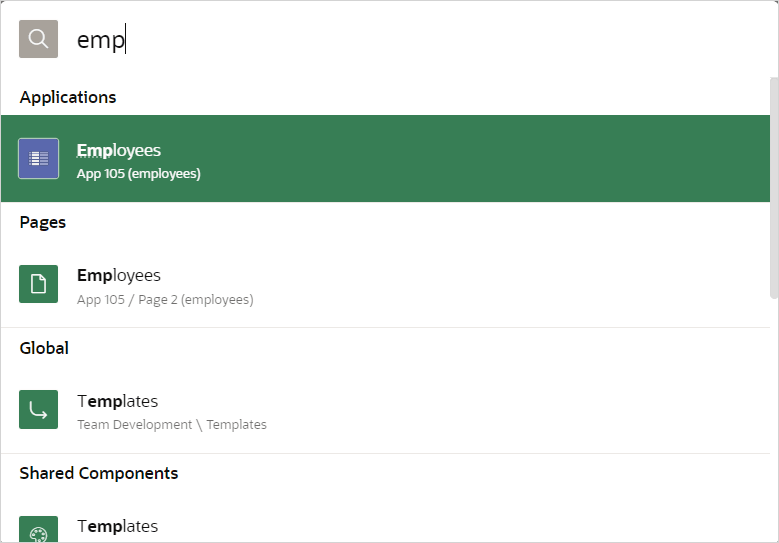 emp
Applications
Employees
App 105 (employees)
Pages
Employees
App 105 / Page 2 (employees)
Global
Templates
Team Development \ Templates
Shared Components
Templates